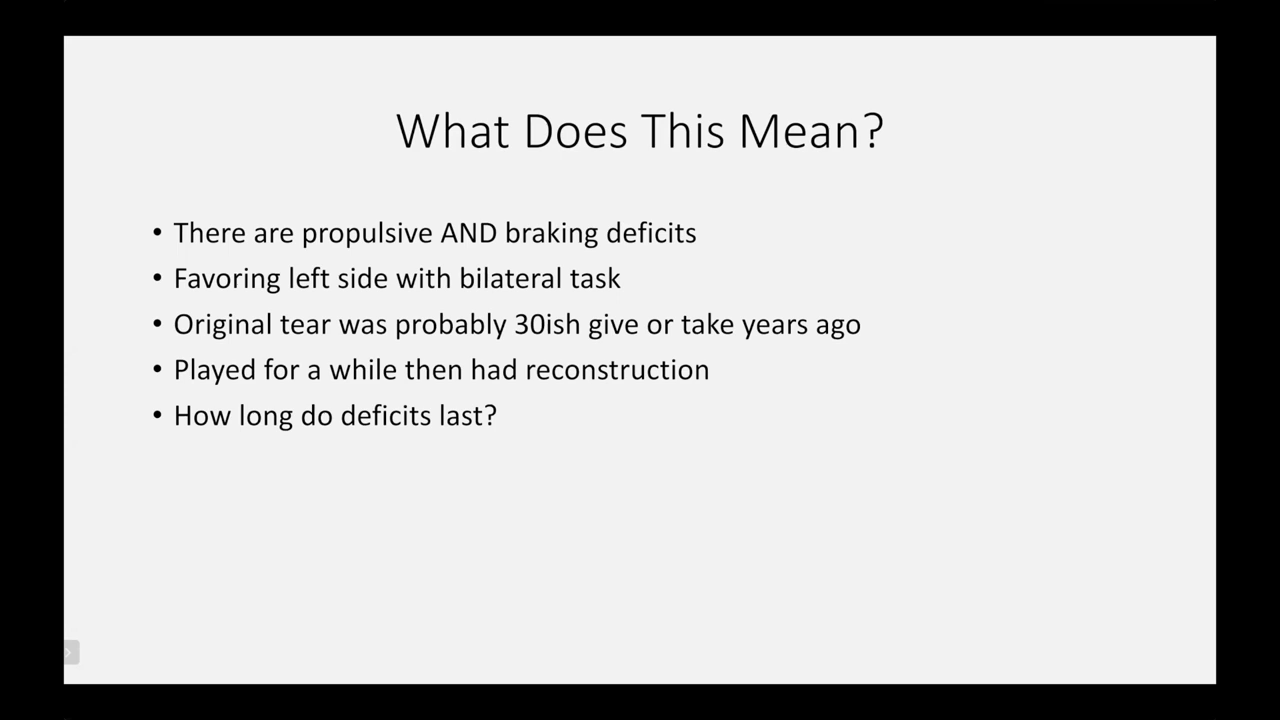 What Does This Mean?
• There are propulsive AND braking deficits
• Favoring left side with bilateral task
• Original tear was probably 30ish give or take years ago
• Played for a while then had reconstruction
• How long do deficits last?